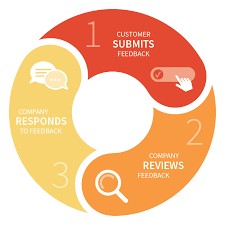 1
CUSTOMER
SUBMITS
FEEDBACK
2
COMPANY
REVIEWS
FEEDBACK
3
COMPANY
RESPONDS
TO FEEDBACK